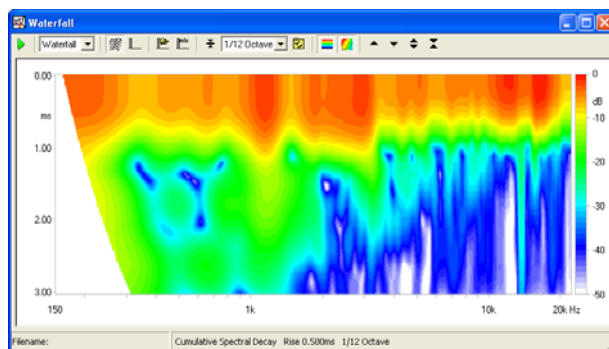 Waterfall
Waterfall 1/12 Octave
0.00
ms
1.00
2.00
3.00
150 1k 10k 20k Hz
0
dB
-10
-20
-30
-40
-50
Filename: Cumulative Spectral Decay Rise 0.580ms 1/12 Octave